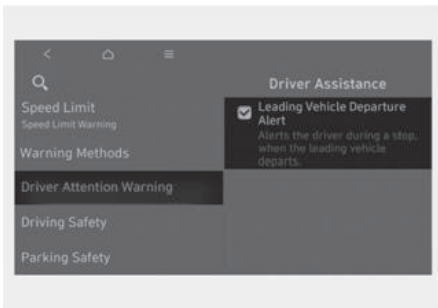 Driver Assistance
Speed Limit
Speed Limit Warning
Warning Methods
Driver Attention Warning
Driving Safety
Parking Safety
Leading Vehicle Departure
Alert
Alerts the driver during a stop,
when the leading vehicle
departs.